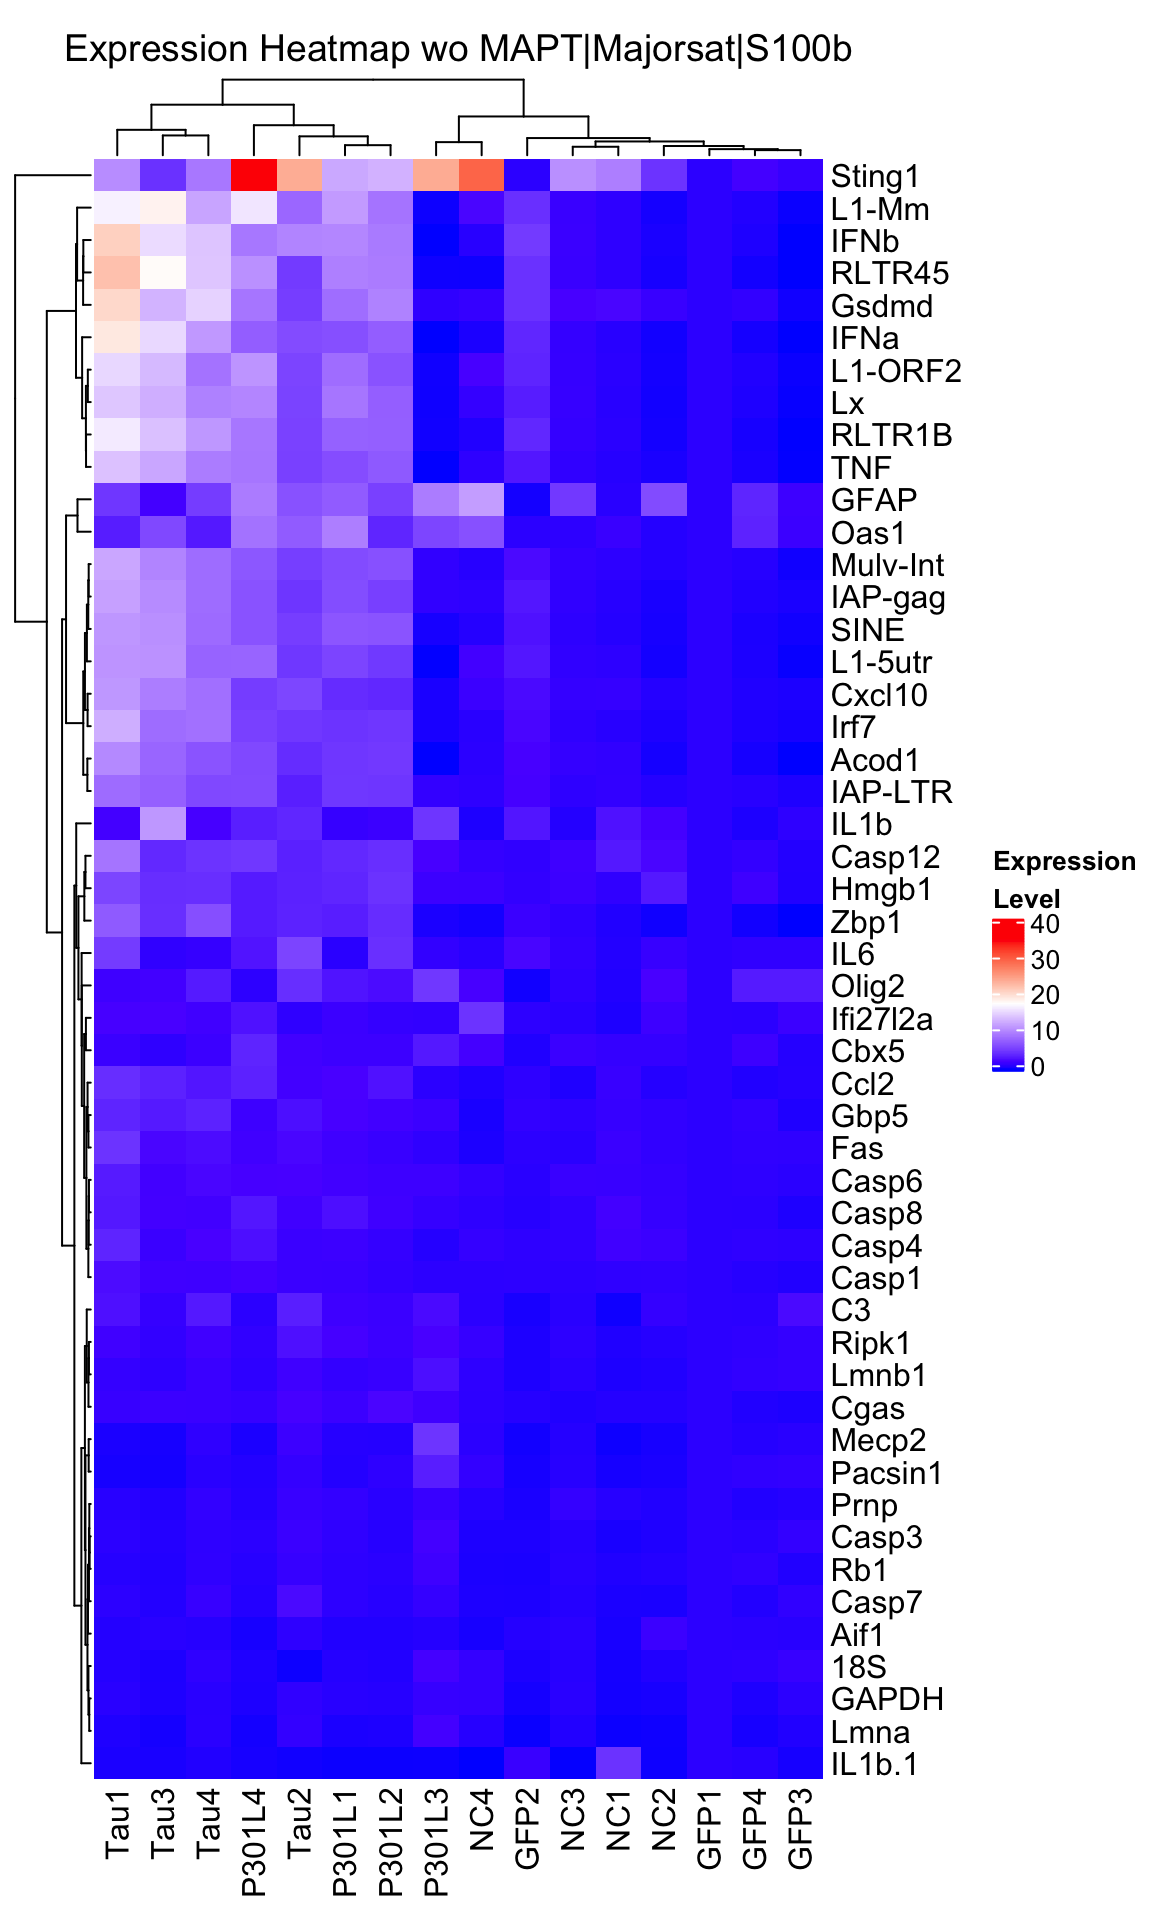 Expression Heatmap wo MAPT|Majorsat|S100b
Sting1
L1-Mm
IFNb
RLTR45
Gsdmd
IFNa
L1-ORF2
Lx
RLTR1B
TNF
GFAP
Oas1
Mulv-Int
IAP-gag
SINE
L1-5utr
Cxcl10
Irf7
Acod1
IAP-LTR
IL1b
Casp12
Hmgb1
Zbp1
IL6
Olig2
Ifi27l2a
Cbx5
Ccl2
Gbp5
Fas
Casp6
Casp8
Casp4
Casp1
C3
Ripk1
Lmnb1
Cgas
Mecp2
Pacsin1
Prnp
Casp3
Rb1
Casp7
Aif1
18S
GAPDH
Lmna
IL1b.1
Expression
Level
40
30
20
10
0
Tau1
Tau3
Tau4
P301L4
Tau2
P301L1
P301L2
P301L3
NC4
GFP2
NC3
NC1
NC2
GFP1
GFP4
GFP3